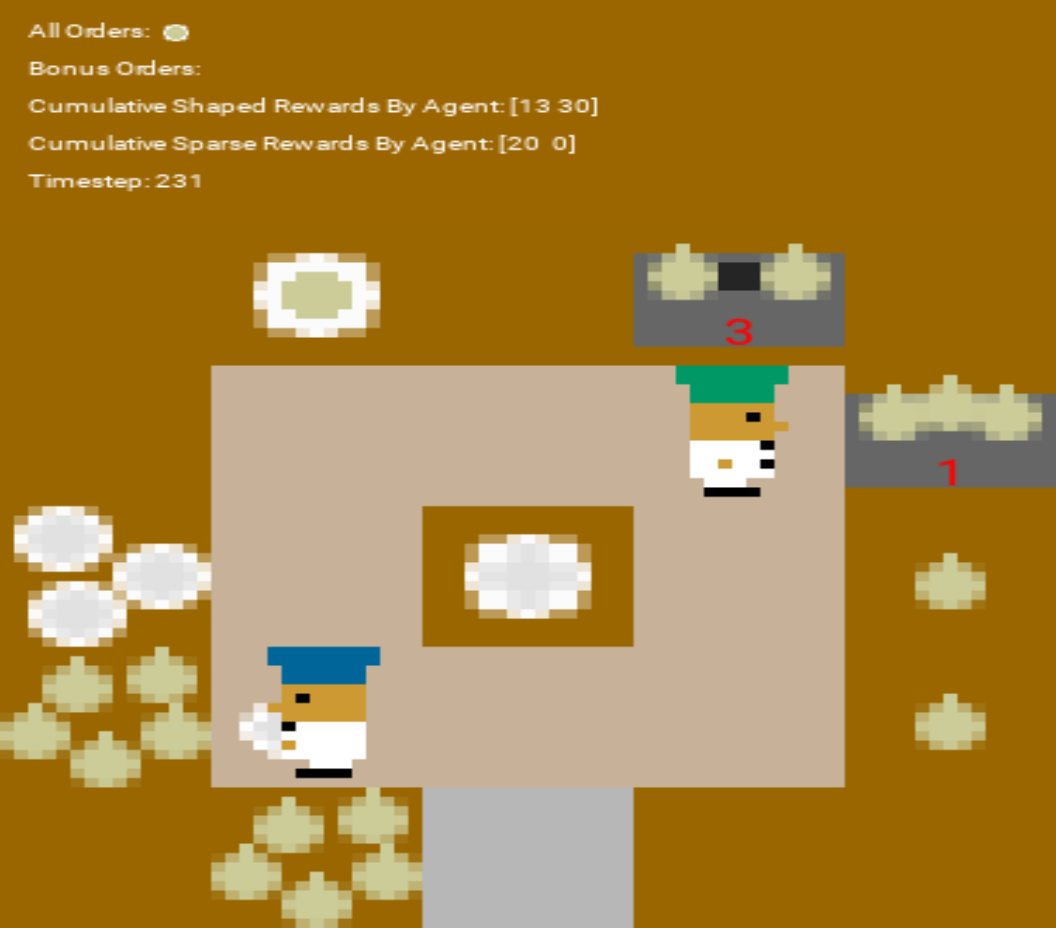 All Orders:
Bonus Orders:
Cumulative Shaped Rewards By Agent: [13 30]
Cumulative Sparse Rewards By Agent: [20  0]
Timestep: 231
3
1